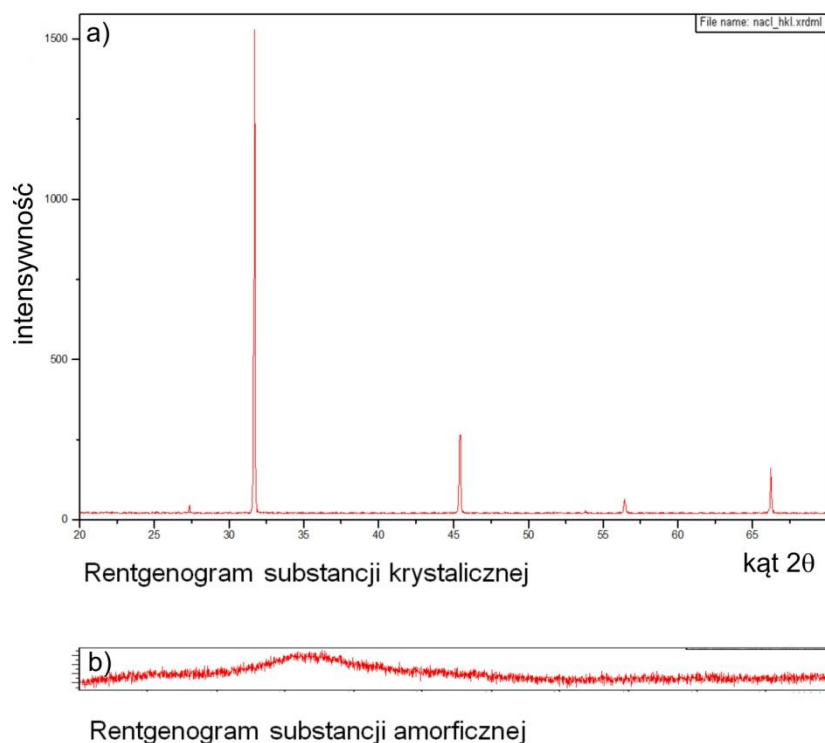 a)
File name: nacl_hkl.xrdml
1500
1000
500
0
intensywność
20 25 30 35 40 45 50 55 60 65
kąt 2θ
Rentgenogram substancji krystalicznej
b)
Rentgenogram substancji amorficznej